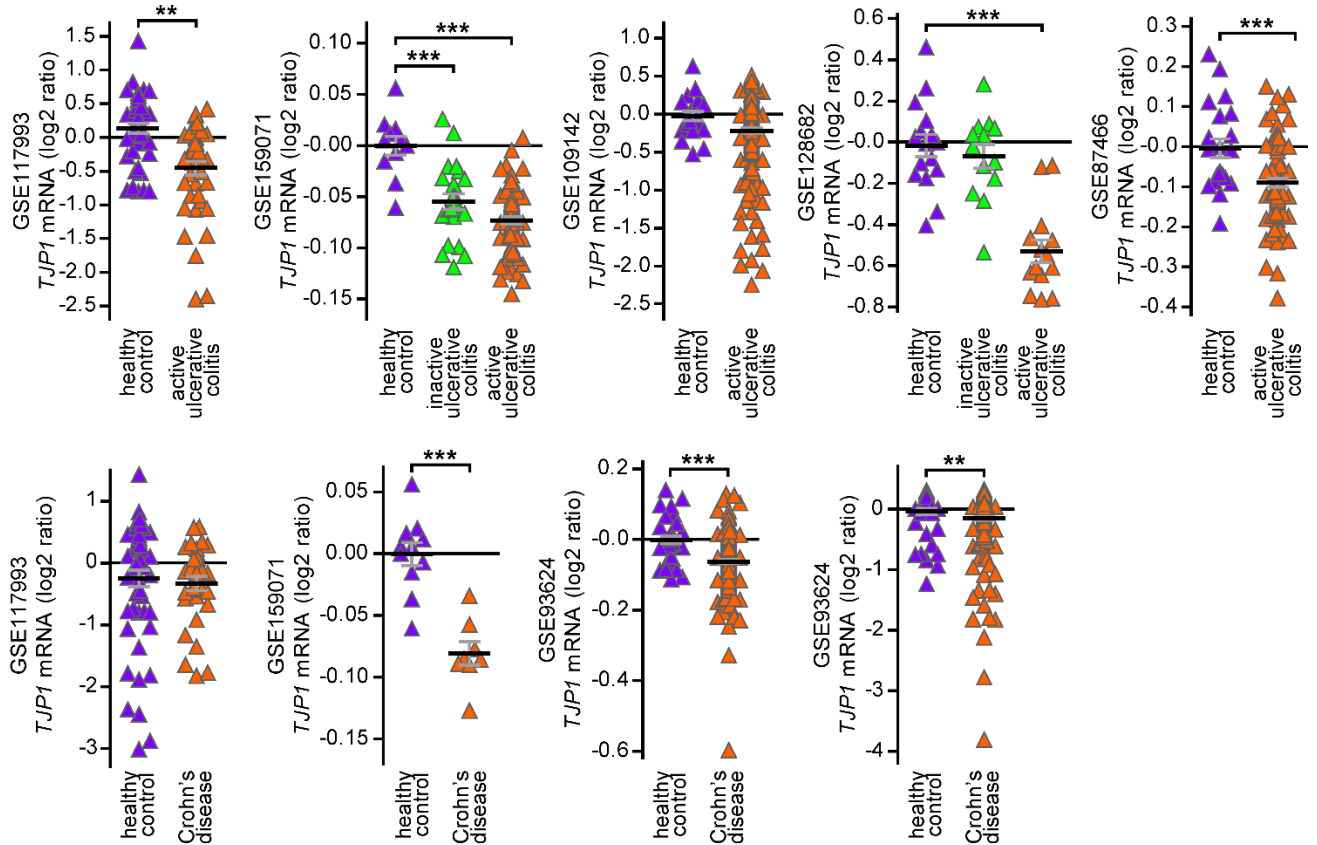 **
GSE117993
TJP1 mRNA (log2 ratio)
1.5
1.0
0.5
0.0
-0.5
-1.0
-1.5
-2.0
-2.5
healthy
control
active
ulcerative
colitis
***
***
GSE159071
TJP1 mRNA (log2 ratio)
0.10
0.05
-0.00
-0.05
-0.10
-0.15
healthy
control
inactive
ulcerative
colitis
active
ulcerative
colitis
GSE109142
TJP1 mRNA (log2 ratio)
1.0
0.5
-0.0
-0.5
-1.0
-1.5
-2.0
-2.5
healthy
control
active
ulcerative
colitis
***
GSE128682
TJP1 mRNA (log2 ratio)
0.6
0.4
0.2
-0.0
-0.2
-0.4
-0.6
-0.8
healthy
control
inactive
ulcerative
colitis
active
ulcerative
colitis
***
GSE87466
TJP1 mRNA (log2 ratio)
0.3
0.2
0.1
-0.0
-0.1
-0.2
-0.3
-0.4
healthy
control
active
ulcerative
colitis
GSE117993
TJP1 mRNA (log2 ratio)
1
0
-1
-2
-3
healthy
control
Crohn's
disease
***
GSE159071
TJP1 mRNA (log2 ratio)
0.05
0.00
-0.05
-0.10
-0.15
healthy
control
Crohn's
disease
***
GSE93624
TJP1 mRNA (log2 ratio)
0.2
-0.0
-0.2
-0.4
-0.6
healthy
control
Crohn's
disease
**
GSE93624
TJP1 mRNA (log2 ratio)
0
-1
-2
-3
-4
healthy
control
Crohn's
disease